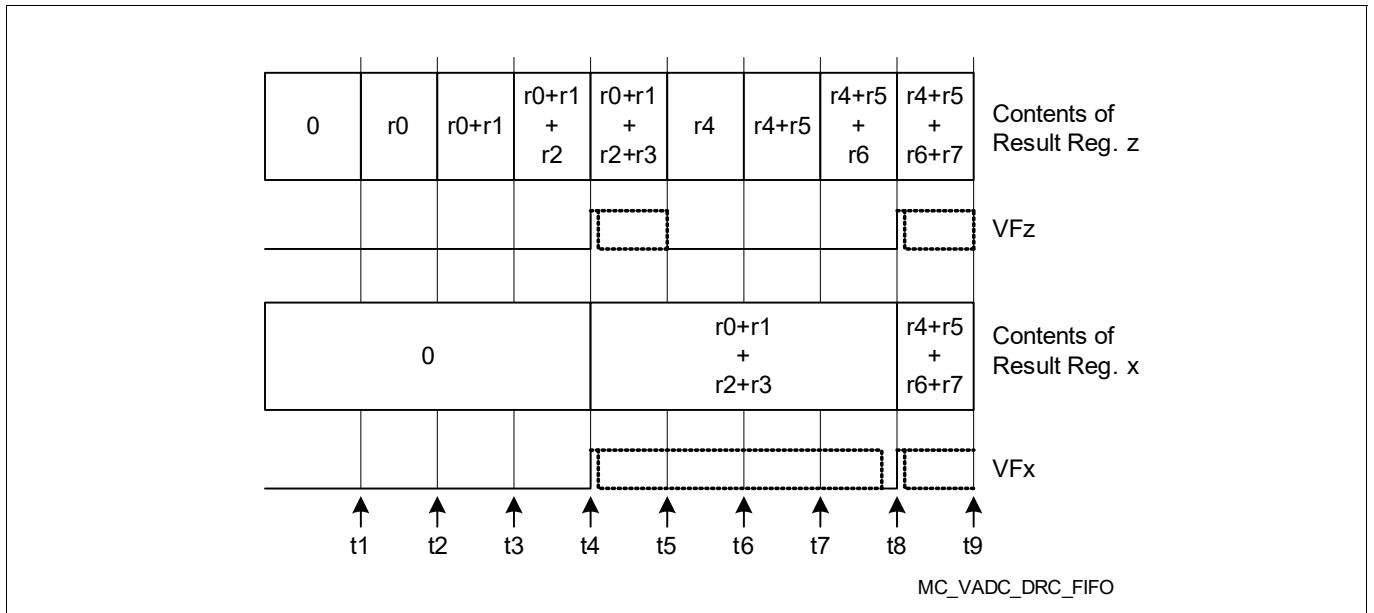 0
r0
r0+r1
r0+r1
+
r2
r0+r1
+
r2+r3
r4
r4+r5
r4+r5
+
r6
r4+r5
+
r6+r7
Contents of
Result Reg. z
VFz
0
r0+r1
+
r2+r3
r4+r5
+
r6+r7
Contents of
Result Reg. x
VFx
t1 t2 t3 t4 t5 t6 t7 t8 t9
MC_VADC_DRC_FIFO